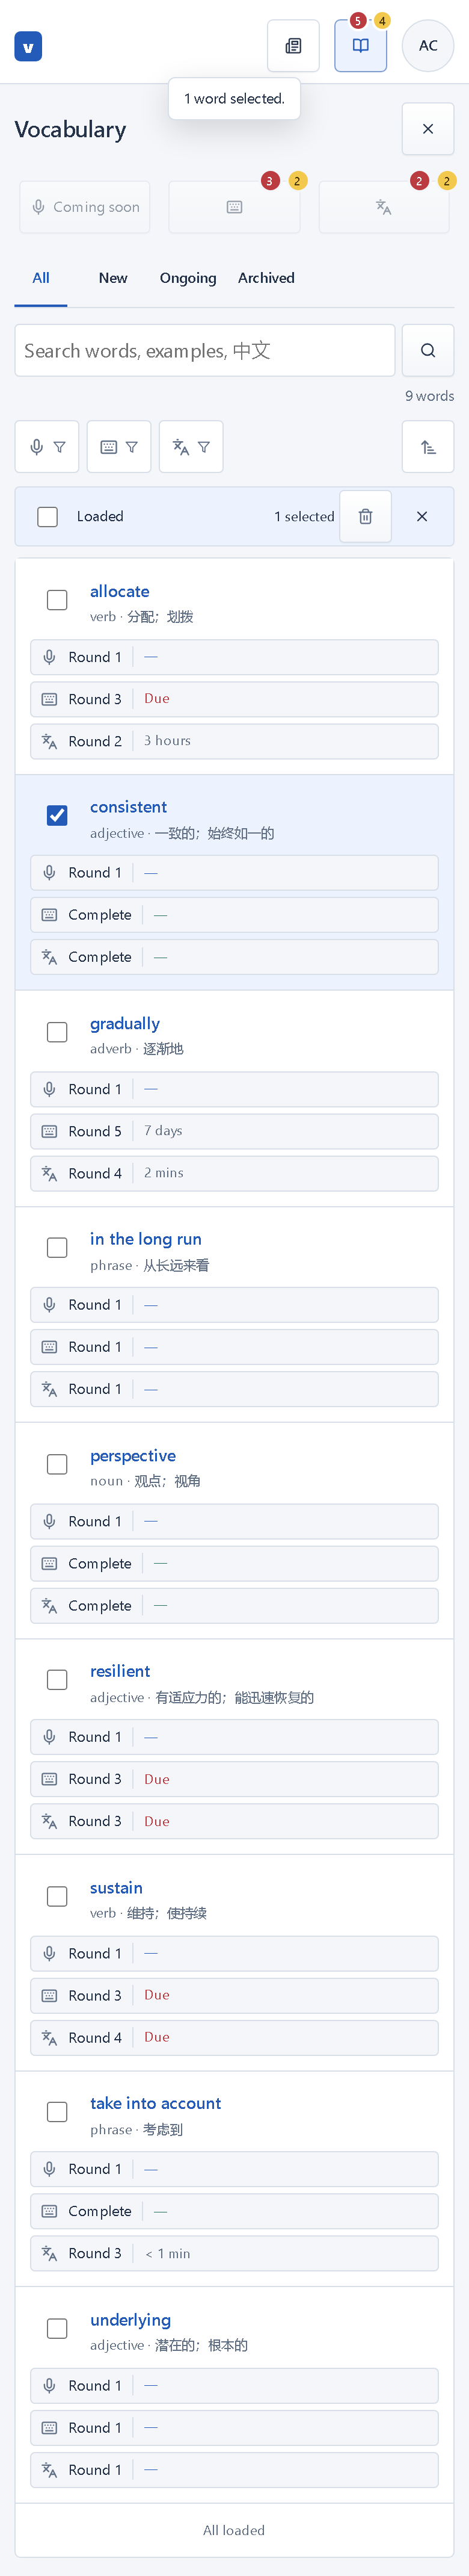 v
5 4
AC
1 word selected.
Vocabulary
Coming soon
3 2
2 2
All New Ongoing Archived
Search words, examples, 中文
9 words
Loaded 1 selected
allocate
verb · 分配；划拨
Round 1 —
Round 3 Due
Round 2 3 hours
consistent
adjective · 一致的；始终如一的
Round 1 —
Complete —
Complete —
gradually
adverb · 逐渐地
Round 1 —
Round 5 7 days
Round 4 2 mins
in the long run
phrase · 从长远来看
Round 1 —
Round 1 —
Round 1 —
perspective
noun · 观点；视角
Round 1 —
Complete —
Complete —
resilient
adjective · 有适应力的；能迅速恢复的
Round 1 —
Round 3 Due
Round 3 Due
sustain
verb · 维持；使持续
Round 1 —
Round 3 Due
Round 4 Due
take into account
phrase · 考虑到
Round 1 —
Complete —
Round 3 < 1 min
underlying
adjective · 潜在的；根本的
Round 1 —
Round 1 —
Round 1 —
All loaded